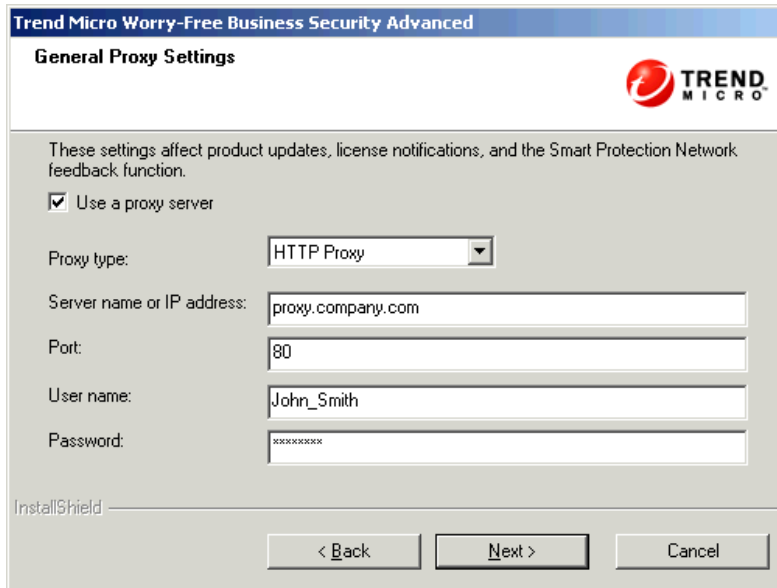 Trend Micro Worry-Free Business Security Advanced
General Proxy Settings
TREND
MICRO
These settings affect product updates, license notifications, and the Smart Protection Network
feedback function.
Use a proxy server
Proxy type:
HTTP Proxy
Server name or IP address:
proxy.company.com
Port:
80
User name:
John_Smith
Password:
********
InstallShield
< Back
Next >
Cancel